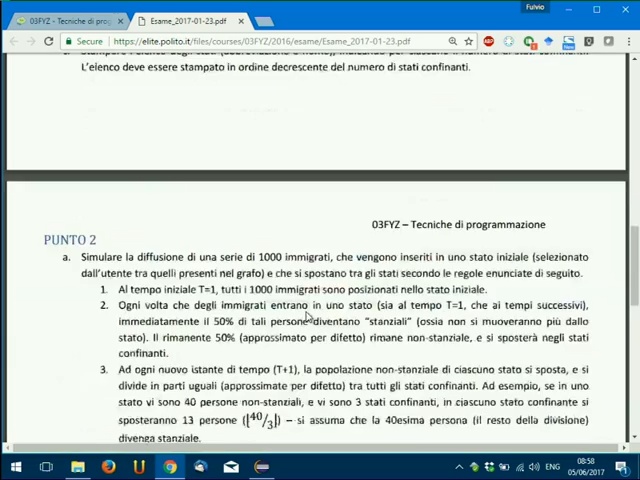 Fulvio
03FYZ - Tecniche di pro
Esame_2017-01-23.pdf
Secure https://elite.polito.it/files/courses/03FYZ/2016/esame/Esame_2017-01-23.pdf
L'elenco deve essere stampato in ordine decrescente del numero di stati confinanti.
03FYZ – Tecniche di programmazione
PUNTO 2
a. Simulare la diffusione di una serie di 1000 immigrati, che vengono inseriti in uno stato iniziale (selezionato
dall'utente tra quelli presenti nel grafo) e che si spostano tra gli stati secondo le regole enunciate di seguito.
1. Al tempo iniziale T=1, tutti i 1000 immigrati sono posizionati nello stato iniziale.
2. Ogni volta che degli immigrati entrano in uno stato (sia al tempo T=1, che ai tempi successivi),
immediatamente il 50% di tali persone diventano "stanziali" (ossia non si muoveranno più dallo
stato). Il rimanente 50% (approssimato per difetto) rimane non-stanziale, e si sposterà negli stati
confinanti.
3. Ad ogni nuovo istante di tempo (T+1), la popolazione non-stanziale di ciascuno stato si sposta, e si
divide in parti uguali (approssimate per difetto) tra tutti gli stati confinanti. Ad esempio, se in uno
stato vi sono 40 persone non-stanziali, e vi sono 3 stati confinanti, in ciascuno stato confinante si
sposteranno 13 persone (⌊40/3⌋) – si assuma che la 40esima persona (il resto della divisione)
divenga stanziale.
08:58
05/06/2017